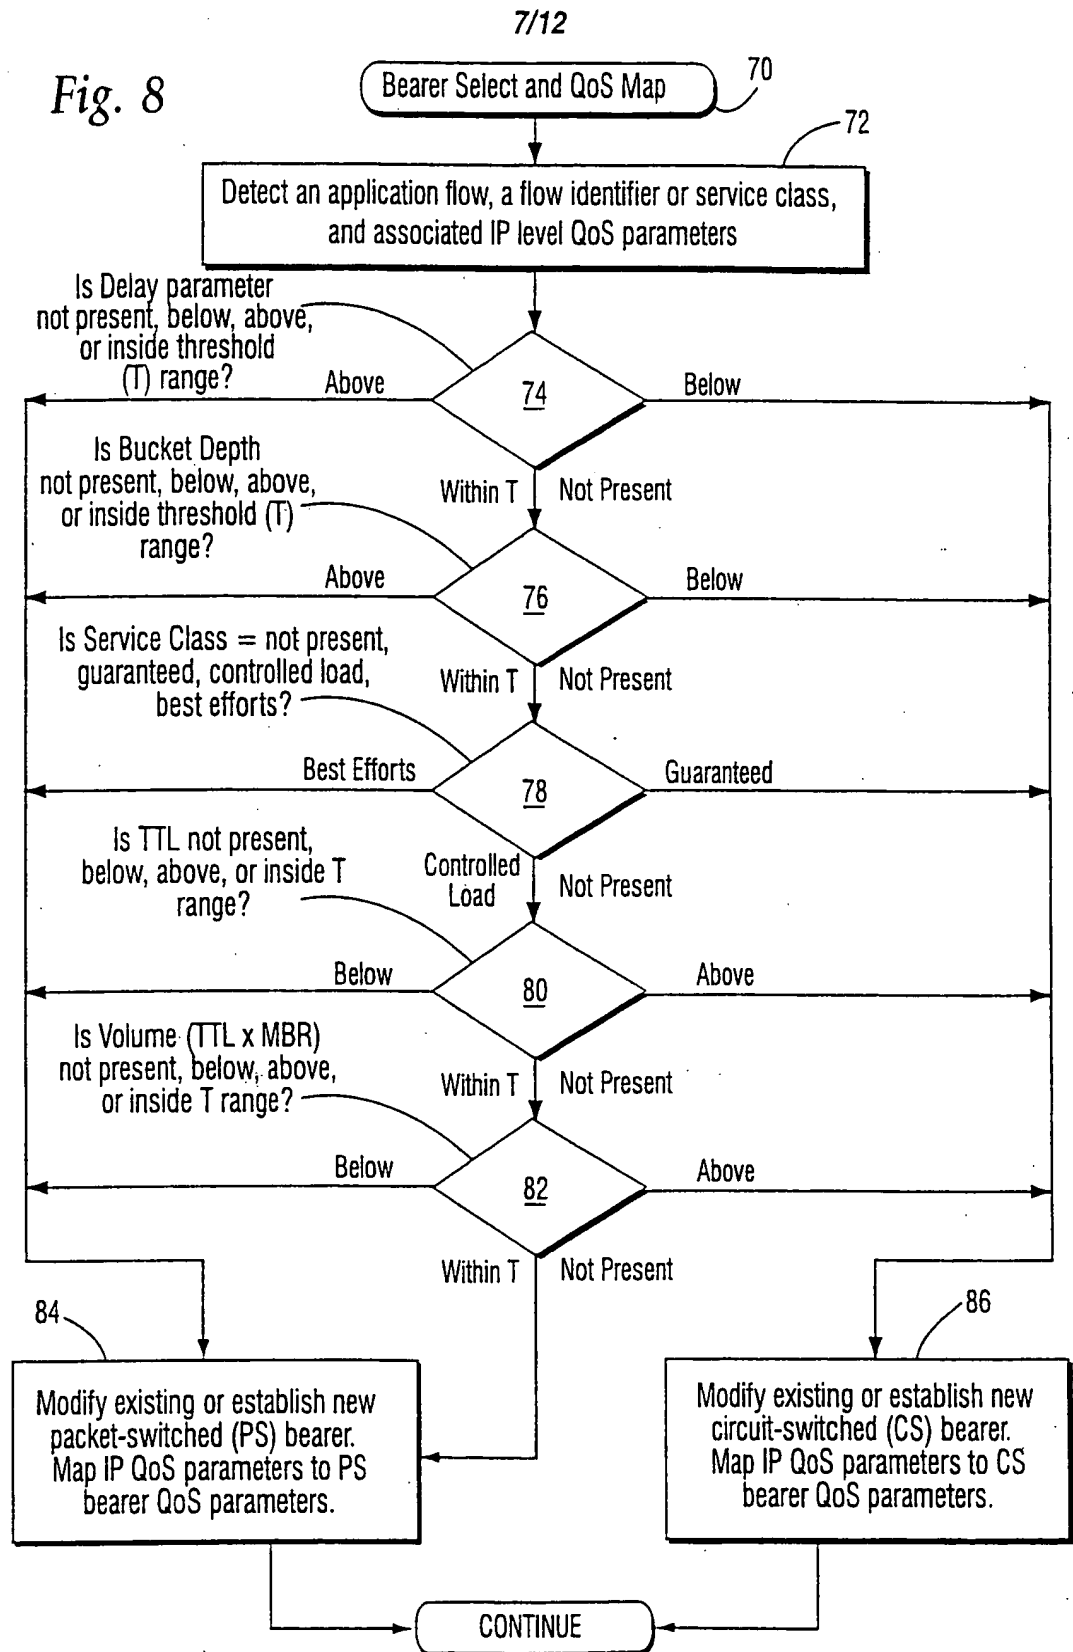 7/12
Fig. 8
Bearer Select and QoS Map
70
72
Detect an application flow, a flow identifier or service class,
and associated IP level QoS parameters
Is Delay parameter
not present, below, above,
or inside threshold
(T) range?
Above
74
Below
Within T
Not Present
Is Bucket Depth
not present, below, above,
or inside threshold (T)
range?
Above
76
Below
Within T
Not Present
Is Service Class = not present,
guaranteed, controlled load,
best efforts?
Best Efforts
78
Guaranteed
Controlled
Load
Not Present
Is TTL not present,
below, above, or inside T
range?
Below
80
Above
Within T
Not Present
Is Volume (TTL x MBR)
not present, below, above,
or inside T range?
Below
82
Above
Within T
Not Present
84
Modify existing or establish new
packet-switched (PS) bearer.
Map IP QoS parameters to PS
bearer QoS parameters.
86
Modify existing or establish new
circuit-switched (CS) bearer.
Map IP QoS parameters to CS
bearer QoS parameters.
CONTINUE